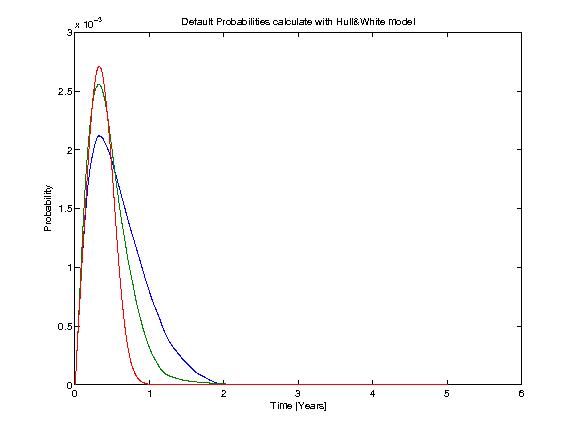 Default Probabilities calculate with Hull&White Model
x 10⁻³
3
2.5
2
1.5
1
0.5
0
Probability
0 1 2 3 4 5 6
Time [Years]